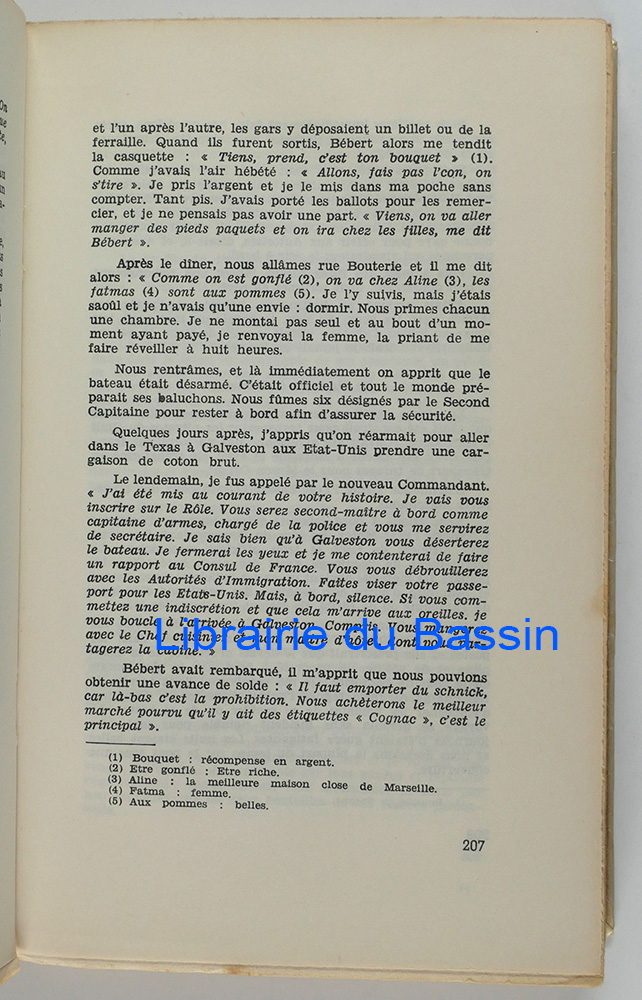 et l'un après l'autre, les gars y déposaient un billet ou de la
ferraille. Quand ils furent sortis, Bébert alors me tendit
la casquette : « Tiens, prend, c'est ton bouquet » (1).
Comme j'avais l'air hébété : « Allons, fais pas l'con, on
s'tire ». Je pris l'argent et je le mis dans ma poche sans
compter. Tant pis. J'avais porté les ballots pour les remer-
cier, et je ne pensais pas avoir une part. « Viens, on va aller
manger des pieds paquets et on ira chez les filles, me dit
Bébert ».
Après le dîner, nous allâmes rue Bouterie et il me dit
alors : « Comme on est gonflé (2), on va chez Aline (3), les
fatmas (4) sont aux pommes (5). Je l'y suivis, mais j'étais
saoûl et je n'avais qu'une envie : dormir. Nous prîmes chacun
une chambre. Je ne montai pas seul et au bout d'un mo-
ment ayant payé, je renvoyai la femme, la priant de me
faire réveiller à huit heures.
Nous rentrâmes, et là immédiatement on apprit que le
bateau était désarmé. C'était officiel et tout le monde pré-
parait ses baluchons. Nous fûmes six désignés par le Second
Capitaine pour rester à bord afin d'assurer la sécurité.
Quelques jours après, j'appris qu'on réarmait pour aller
dans le Texas à Galveston aux Etat-Unis prendre une car-
gaison de coton brut.
Le lendemain, je fus appelé par le nouveau Commandant.
« J'ai été mis au courant de votre histoire. Je vais vous
inscrire sur le Rôle. Vous serez second-maître à bord comme
capitaine d'armes, chargé de la police et vous me servirez
de secrétaire. Je sais bien qu'à Galveston vous déserterez
le bateau. Je fermerai les yeux et je me contenterai de faire
un rapport au Consul de France. Vous vous débrouillerez
avec les Autorités d'Immigration. Faites viser votre passe-
port pour les Etats-Unis. Mais, à bord, silence. Si vous com-
mettez une indiscrétion et que cela m'arrive aux oreilles. je
vous boucle à l'arrivée à Galveston. Compris. Vous mangerez
avec le Chef cuisinier et mon maître d'hôtel dont vous par-
tagerez la cabine. »
Librairie du Bassin
Bébert avait rembarqué, il m'apprit que nous pouvions
obtenir une avance de solde : « Il faut emporter du schnick,
car là-bas c'est la prohibition. Nous achèterons le meilleur
marché pourvu qu'il y ait des étiquettes « Cognac », c'est le
principal ».
(1) Bouquet : récompense en argent.
(2) Etre gonflé : Etre riche.
(3) Aline : la meilleure maison close de Marseille.
(4) Fatma : femme.
(5) Aux pommes : belles.
207